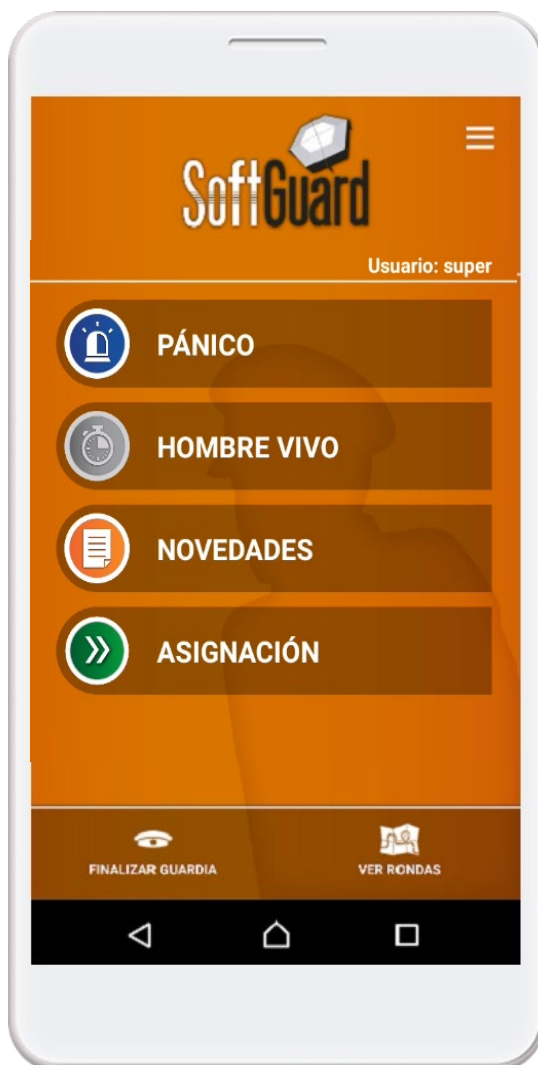 SoftGuard
Usuario: super
PÁNICO
HOMBRE VIVO
NOVEDADES
ASIGNACIÓN
FINALIZAR GUARDIA
VER RONDAS